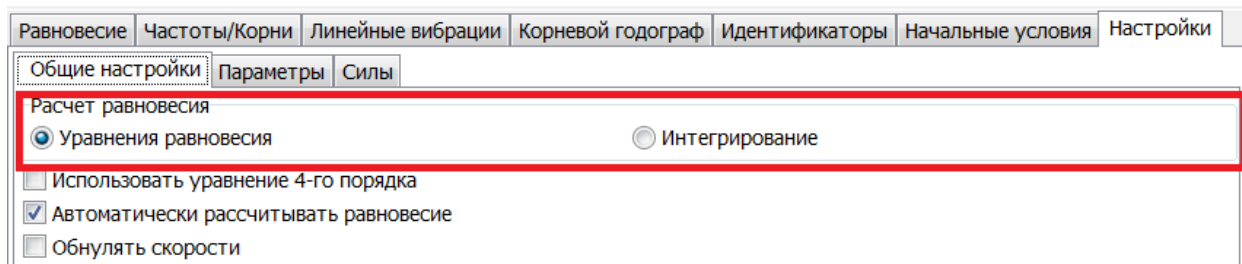 Равновесие Частоты/Корни Линейные вибрации Корневой годограф Идентификаторы Начальные условия Настройки
Общие настройки Параметры Силы
Расчет равновесия
Уравнения равновесия Интегрирование
Использовать уравнение 4-го порядка
Автоматически рассчитывать равновесие
Обнулять скорости